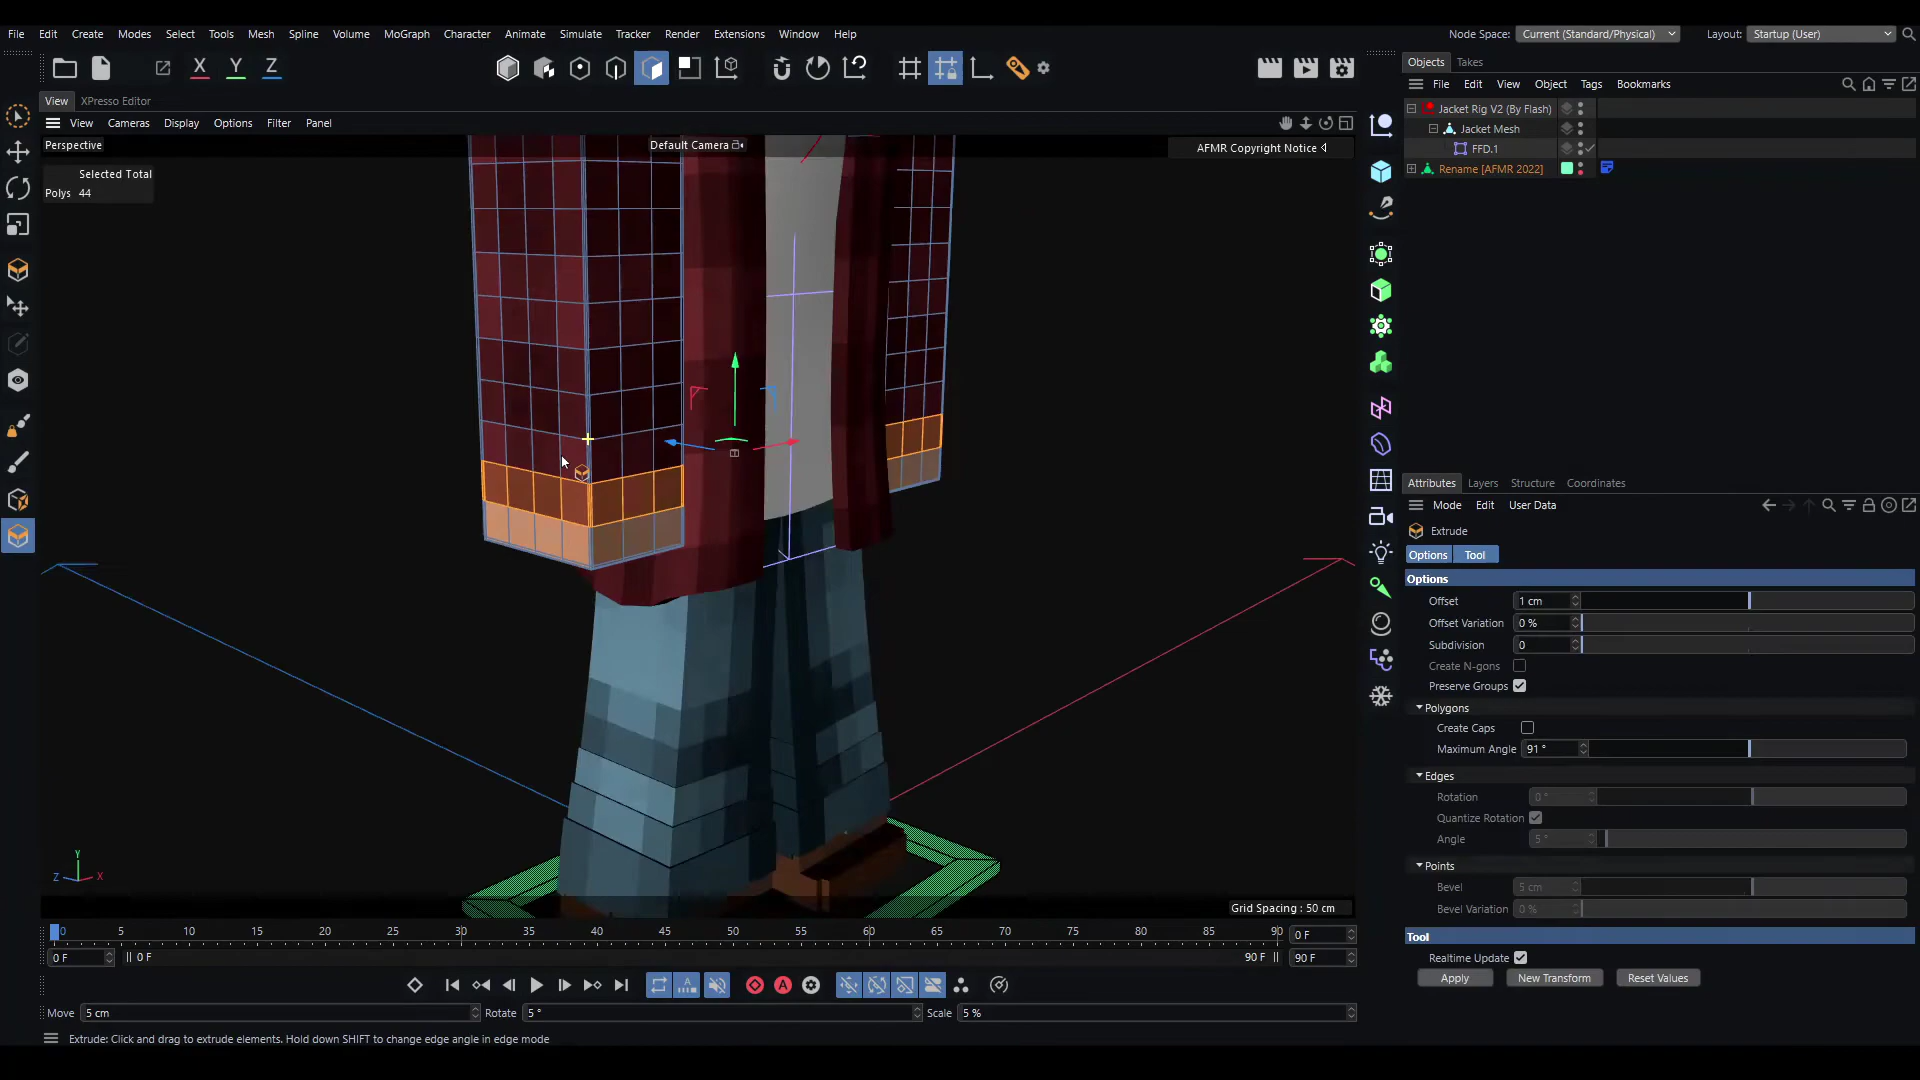 File Edit Create Modes Select Tools Mesh Spline Volume MoGraph Character Animate Simulate Tracker Render Extensions Window Help
Node Space: Current (Standard/Physical) Layout: Startup (User)
X Y Z
Objects Takes
File Edit View Object Tags Bookmarks
View XPresso Editor
View Cameras Display Options Filter Panel
Perspective
Default Camera
AFMR Copyright Notice
Selected Total
Polys 44
Jacket Rig V2 (By Flash)
Jacket Mesh
FFD.1
Rename [AFMR 2022]
Attributes Layers Structure Coordinates
Mode Edit User Data
Extrude
Options Tool
Options
Offset 1 cm
Offset Variation 0 %
Subdivision 0
Create N-gons
Preserve Groups
Polygons
Create Caps
Maximum Angle 91 °
Edges
Rotation 0 °
Quantize Rotation
Angle 5 °
Points
Bevel 5 cm
Bevel Variation 0 %
Tool
Realtime Update
Apply New Transform Reset Values
Y
Z X
Grid Spacing : 50 cm
0 5 10 15 20 25 30 35 40 45 50 55 60 65 70 75 80 85 90 0 F
0 F 0 F 90 F 90 F
A A
Move 5 cm Rotate 5 ° Scale 5 %
Extrude: Click and drag to extrude elements. Hold down SHIFT to change edge angle in edge mode